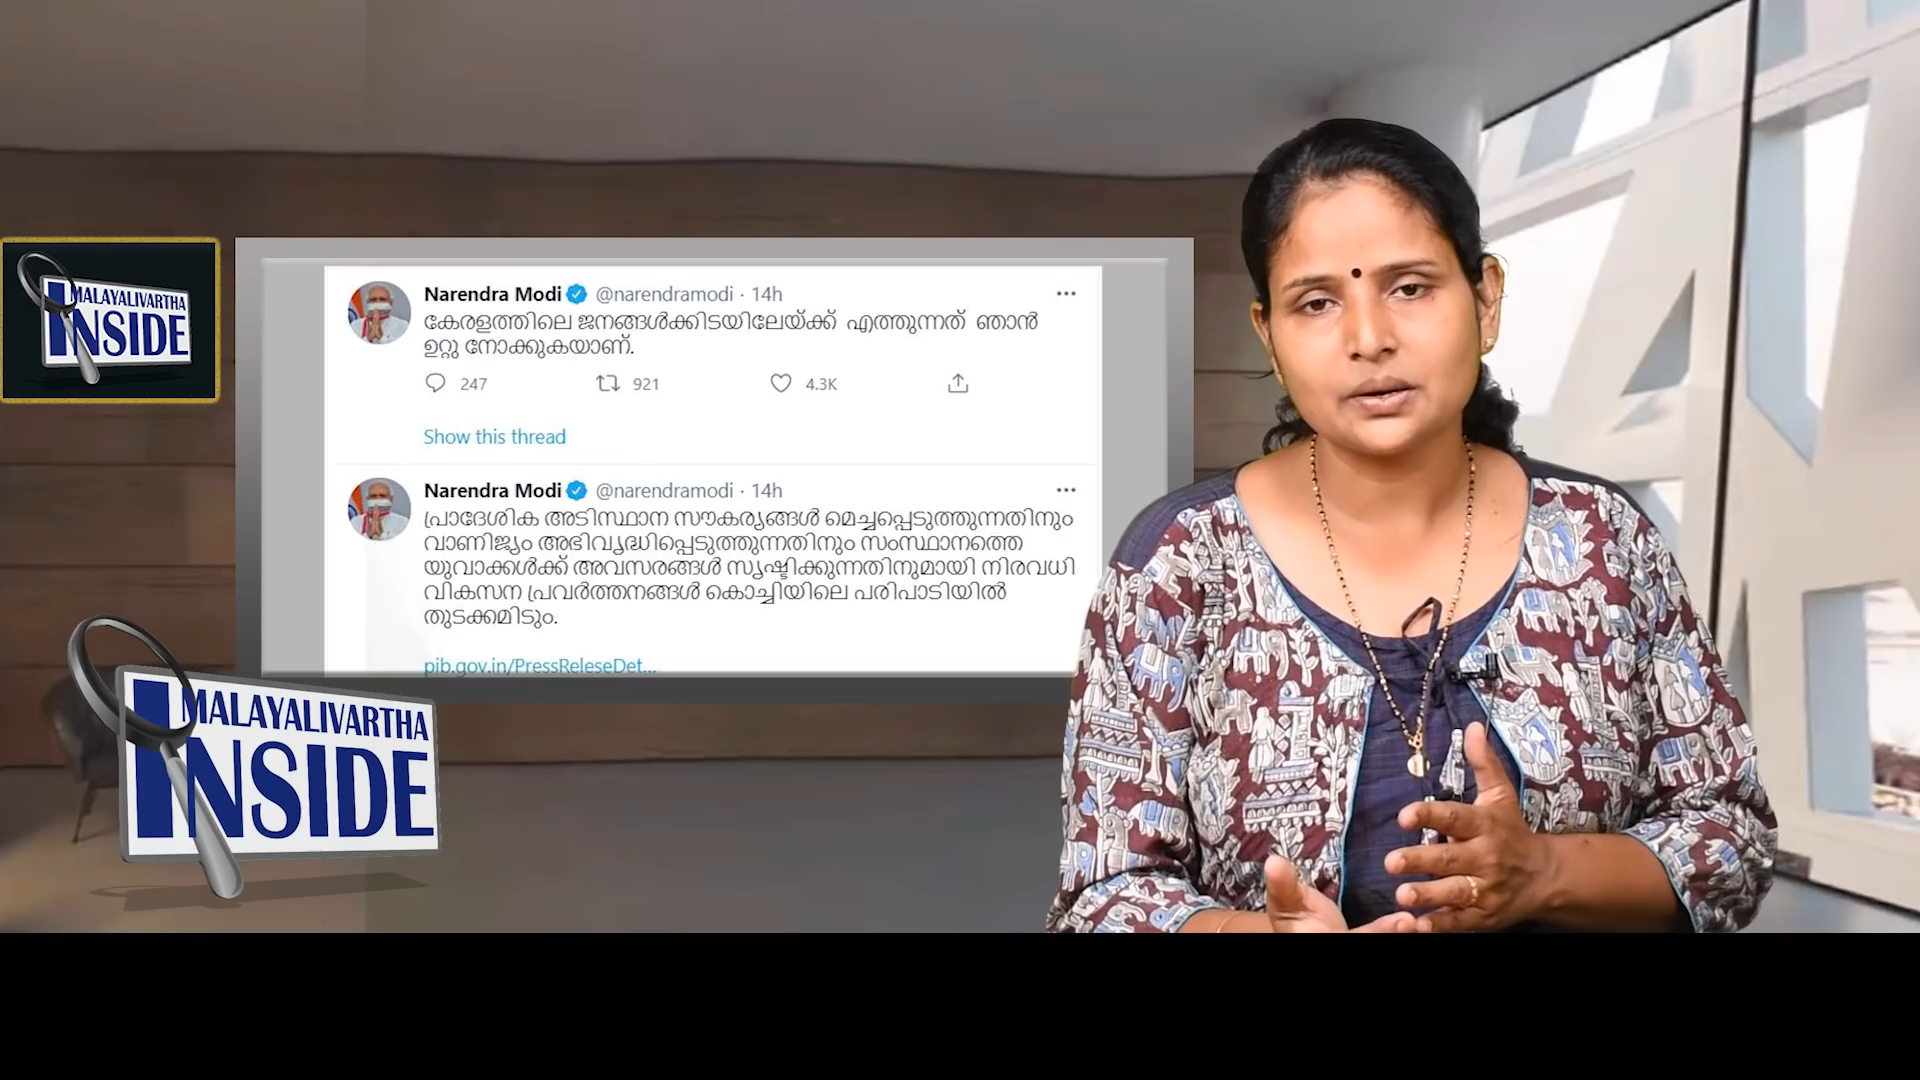 MALAYALIVARTHA
INSIDE
Narendra Modi @narendramodi · 14h
കേരളത്തിലെ ജനങ്ങൾക്കിടയിലേയ്ക്ക് എത്തുന്നത് ഞാൻ
ഉറ്റു നോക്കുകയാണ്.
247 921 4.3K
Show this thread
Narendra Modi @narendramodi · 14h
പ്രാദേശിക അടിസ്ഥാന സൗകര്യങ്ങൾ മെച്ചപ്പെടുത്തുന്നതിനും
വാണിജ്യം അഭിവൃദ്ധിപ്പെടുത്തുന്നതിനും സംസ്ഥാനത്തെ
യുവാക്കൾക്ക് അവസരങ്ങൾ സൃഷ്ടിക്കുന്നതിനുമായി നിരവധി
വികസന പ്രവർത്തനങ്ങൾ കൊച്ചിയിലെ പരിപാടിയിൽ
തുടക്കമിടും.
pib.gov.in/PressReleseDet...
MALAYALIVARTHA
INSIDE